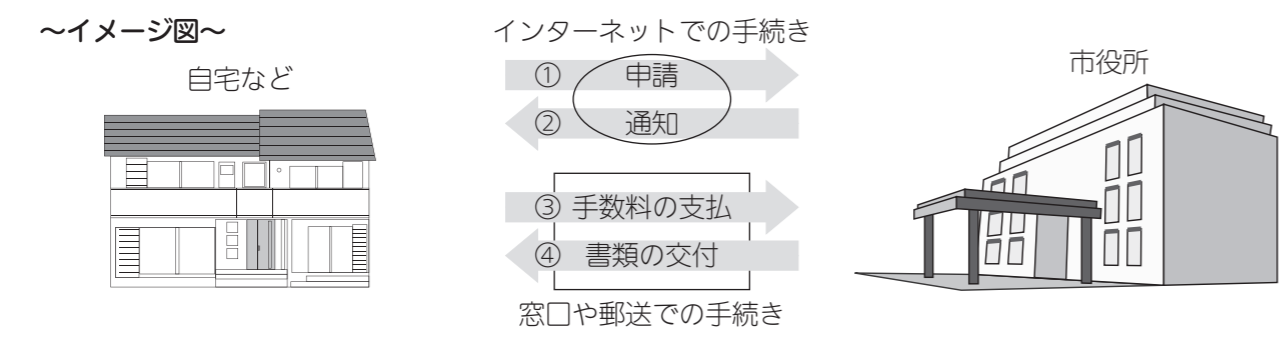 ～イメージ図～
自宅など
インターネットでの手続き
① 申請
② 通知
③ 手数料の支払
④ 書類の交付
窓口や郵送での手続き
市役所